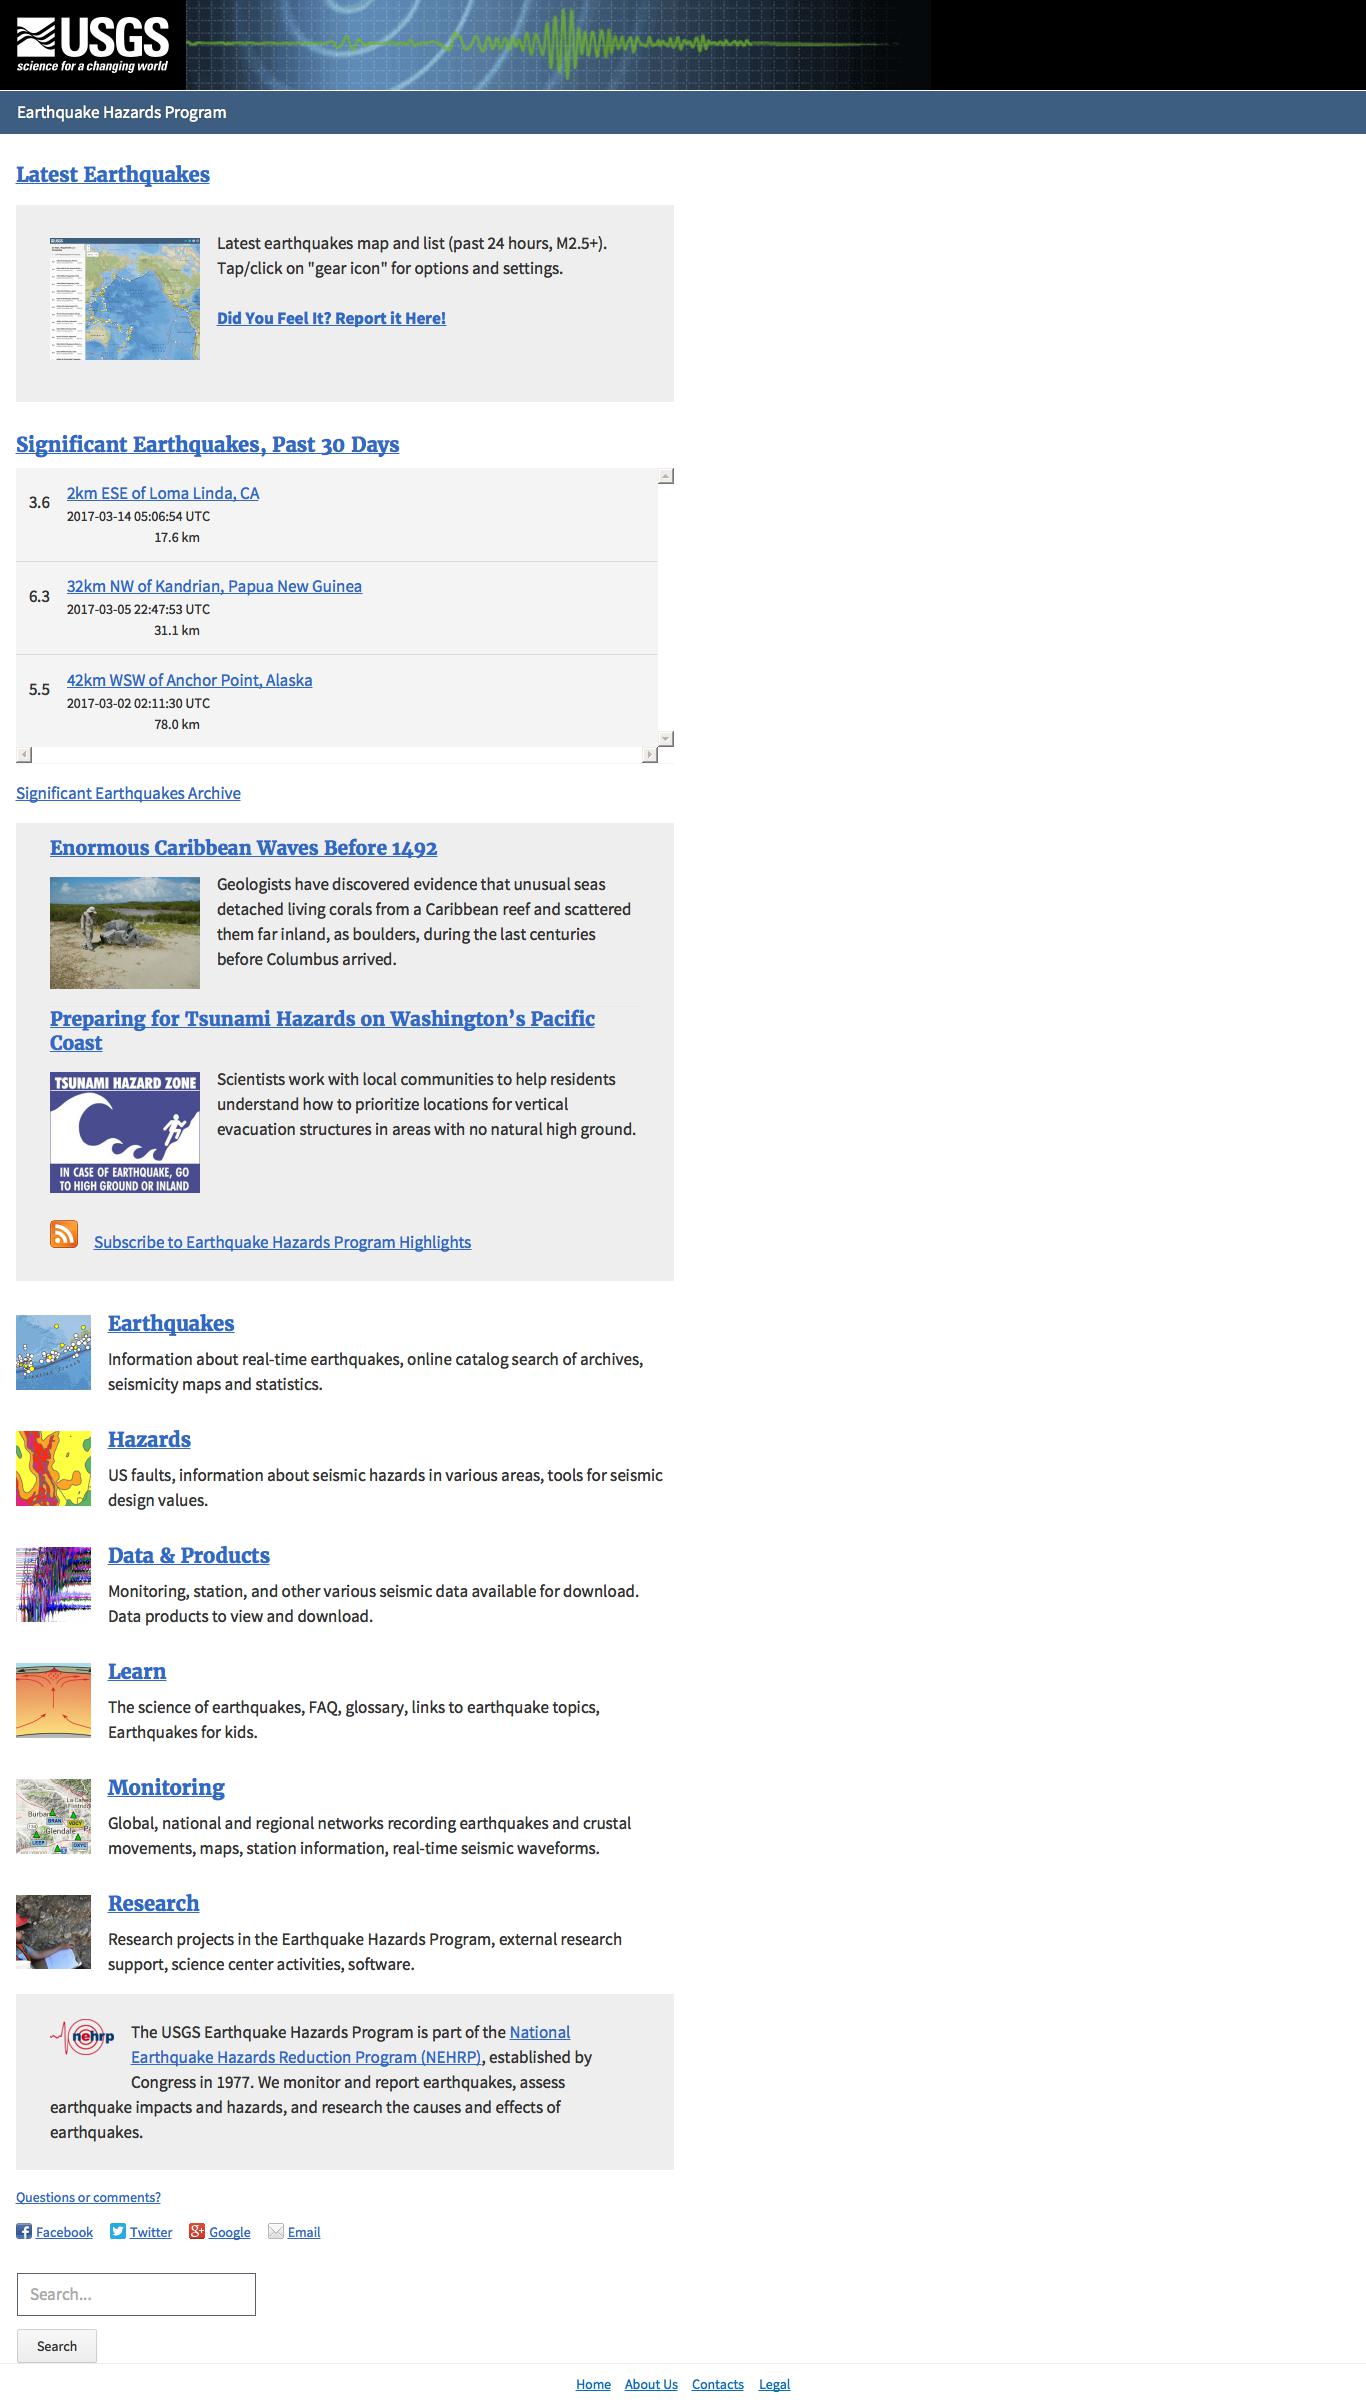 USGS
science for a changing world
Earthquake Hazards Program
Latest Earthquakes
Latest earthquakes map and list (past 24 hours, M2.5+).
Tap/click on "gear icon" for options and settings.
Did You Feel It? Report it Here!
Significant Earthquakes, Past 30 Days
3.6
2km ESE of Loma Linda, CA
2017-03-14 05:06:54 UTC
17.6 km
6.3
32km NW of Kandrian, Papua New Guinea
2017-03-05 22:47:53 UTC
31.1 km
5.5
42km WSW of Anchor Point, Alaska
2017-03-02 02:11:30 UTC
78.0 km
Significant Earthquakes Archive
Enormous Caribbean Waves Before 1492
Geologists have discovered evidence that unusual seas
detached living corals from a Caribbean reef and scattered
them far inland, as boulders, during the last centuries
before Columbus arrived.
Preparing for Tsunami Hazards on Washington's Pacific
Coast
TSUNAMI HAZARD ZONE
IN CASE OF EARTHQUAKE, GO
TO HIGH GROUND OR INLAND
Scientists work with local communities to help residents
understand how to prioritize locations for vertical
evacuation structures in areas with no natural high ground.
Subscribe to Earthquake Hazards Program Highlights
Earthquakes
Information about real-time earthquakes, online catalog search of archives,
seismicity maps and statistics.
Hazards
US faults, information about seismic hazards in various areas, tools for seismic
design values.
Data & Products
Monitoring, station, and other various seismic data available for download.
Data products to view and download.
Learn
The science of earthquakes, FAQ, glossary, links to earthquake topics,
Earthquakes for kids.
Burban
Glendale
Monitoring
Global, national and regional networks recording earthquakes and crustal
movements, maps, station information, real-time seismic waveforms.
Research
Research projects in the Earthquake Hazards Program, external research
support, science center activities, software.
nehrp
The USGS Earthquake Hazards Program is part of the National
Earthquake Hazards Reduction Program (NEHRP), established by
Congress in 1977. We monitor and report earthquakes, assess
earthquake impacts and hazards, and research the causes and effects of
earthquakes.
Questions or comments?
Facebook Twitter Google Email
Search...
Search
Home About Us Contacts Legal